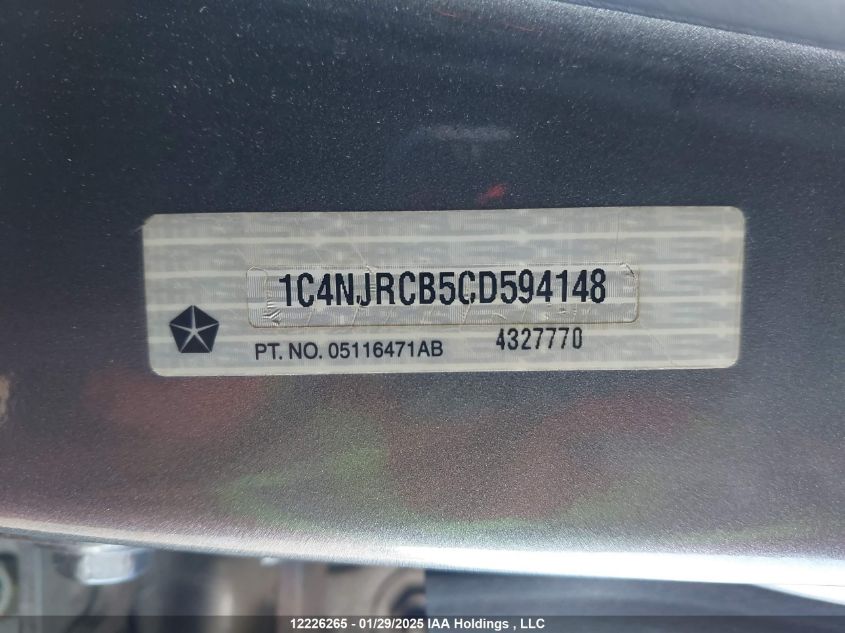 1C4NJRCB5CD594148
PT. NO. 05116471AB 4327770
12226265 - 01/29/2025 IAA Holdings , LLC